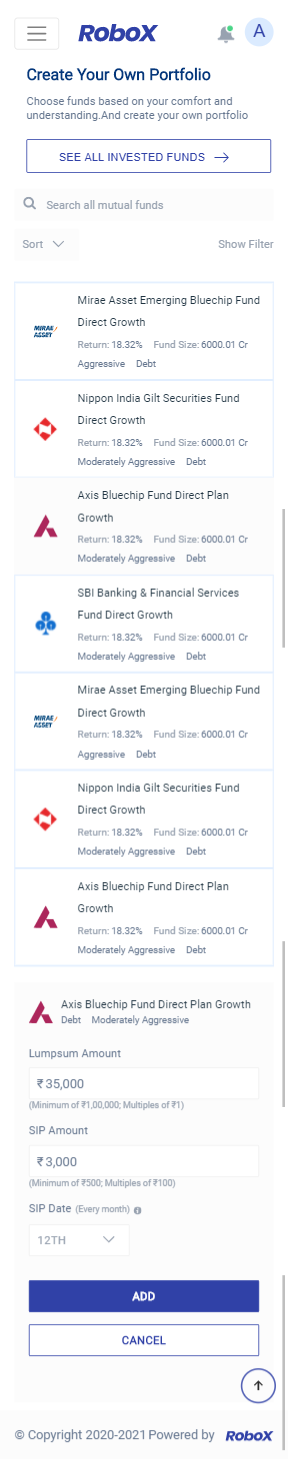 RoboX
A
Create Your Own Portfolio
Choose funds based on your comfort and
understanding.And create your own portfolio
SEE ALL INVESTED FUNDS
Search all mutual funds
Sort
Show Filter
Mirae Asset Emerging Bluechip Fund
Direct Growth
MIRAE
ASSET
Return: 18.32% Fund Size: 6000.01 Cr
Aggressive Debt
Nippon India Gilt Securities Fund
Direct Growth
Return: 18.32% Fund Size: 6000.01 Cr
Moderately Aggressive Debt
Axis Bluechip Fund Direct Plan
Growth
Return: 18.32% Fund Size: 6000.01 Cr
Moderately Aggressive Debt
SBI Banking & Financial Services
Fund Direct Growth
Return: 18.32% Fund Size: 6000.01 Cr
Moderately Aggressive Debt
Mirae Asset Emerging Bluechip Fund
Direct Growth
MIRAE
ASSET
Return: 18.32% Fund Size: 6000.01 Cr
Aggressive Debt
Nippon India Gilt Securities Fund
Direct Growth
Return: 18.32% Fund Size: 6000.01 Cr
Moderately Aggressive Debt
Axis Bluechip Fund Direct Plan
Growth
Return: 18.32% Fund Size: 6000.01 Cr
Moderately Aggressive Debt
Axis Bluechip Fund Direct Plan Growth
Debt Moderately Aggressive
Lumpsum Amount
₹ 35,000
(Minimum of ₹1,00,000; Multiples of ₹1)
SIP Amount
₹ 3,000
(Minimum of ₹500; Multiples of ₹100)
SIP Date (Every month)
12TH
ADD
CANCEL
© Copyright 2020-2021 Powered by RoboX